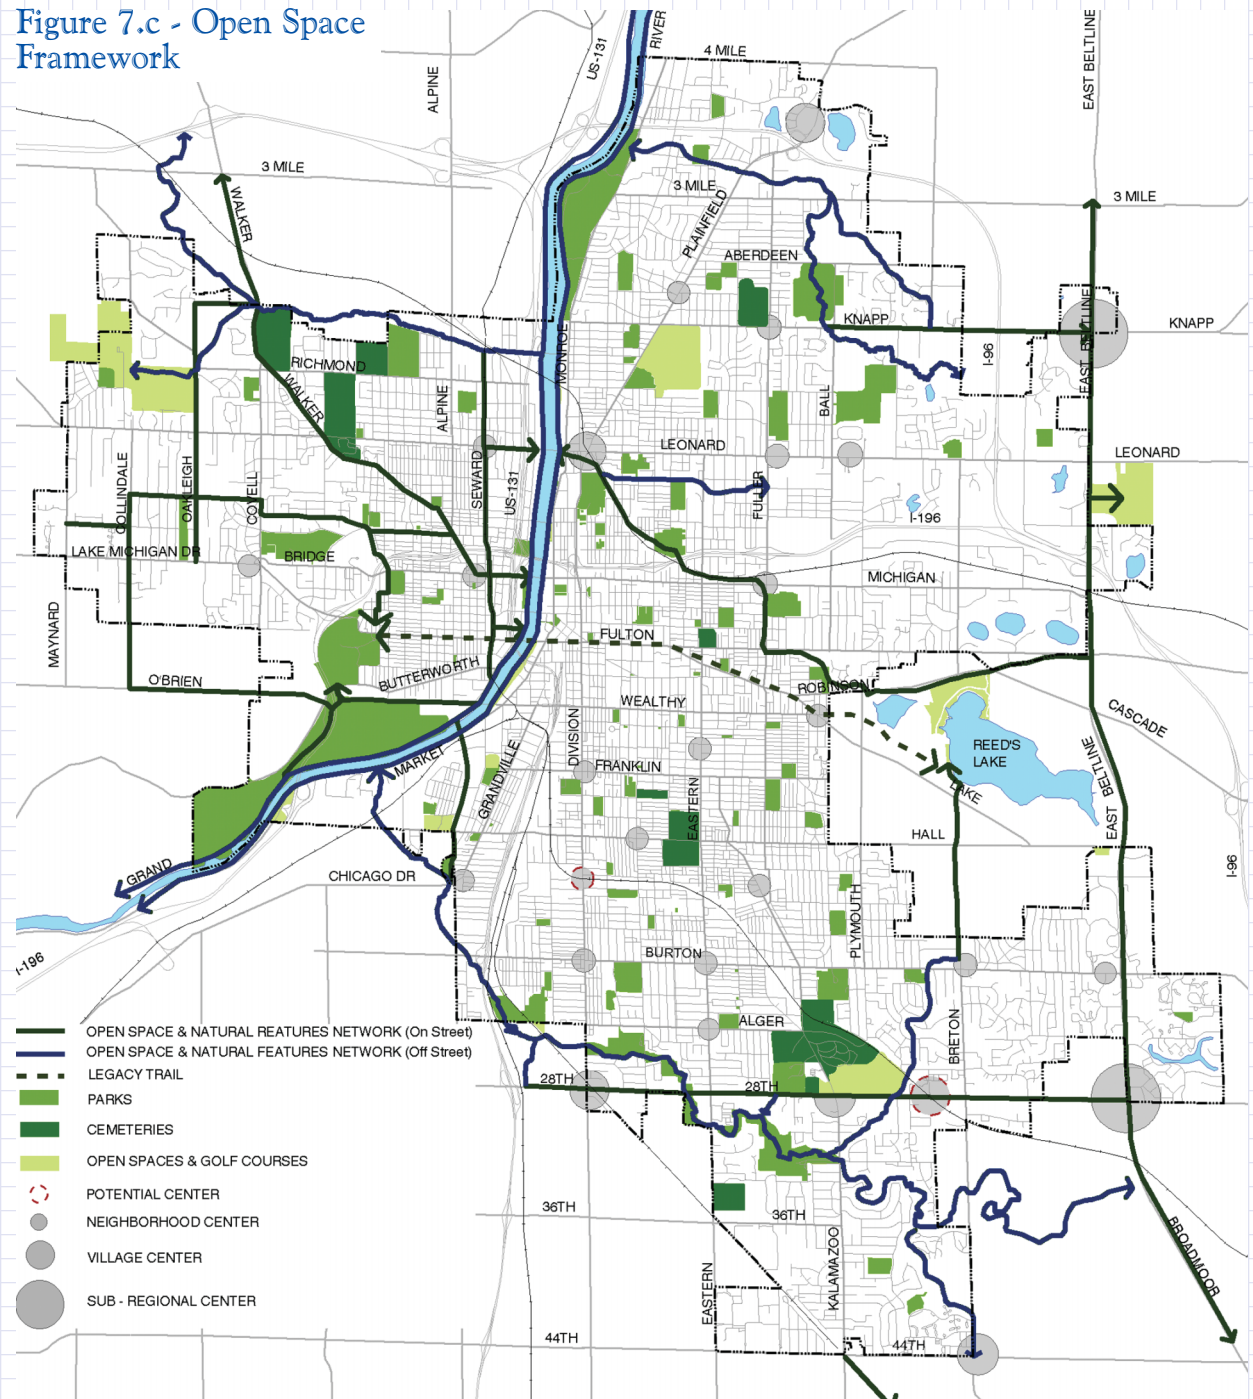 Figure 7.c - Open Space
Framework
US-131
RIVER
4 MILE
EAST BELTLINE
ALPINE
3 MILE
3 MILE
3 MILE
WALKER
PLAINFIELD
ABERDEEN
KNAPP
KNAPP
EAST BELTLINE
I-96
MONROE
RICHMOND
WALKER
ALPINE
BALL
LEONARD
LEONARD
COLLINDALE
OAKLEIGH
COVELL
SEWARD
US-131
FULLER
I-196
LAKE MICHIGAN DR
BRIDGE
MICHIGAN
MAYNARD
FULTON
BUTTERWORTH
O'BRIEN
ROBINSON
WEALTHY
CASCADE
DIVISION
REED'S
LAKE
MARKET
GRANDVILLE
FRANKLIN
EASTERN
LAKE
EAST BELTLINE
HALL
GRAND
CHICAGO DR
I-96
PLYMOUTH
BURTON
I-196
ALGER
BRETON
OPEN SPACE & NATURAL REATURES NETWORK (On Street)
OPEN SPACE & NATURAL FEATURES NETWORK (Off Street)
LEGACY TRAIL
28TH
28TH
PARKS
CEMETERIES
OPEN SPACES & GOLF COURSES
POTENTIAL CENTER
NEIGHBORHOOD CENTER
36TH
36TH
VILLAGE CENTER
KALAMAZOO
BROADMOOR
EASTERN
SUB - REGIONAL CENTER
44TH
44TH